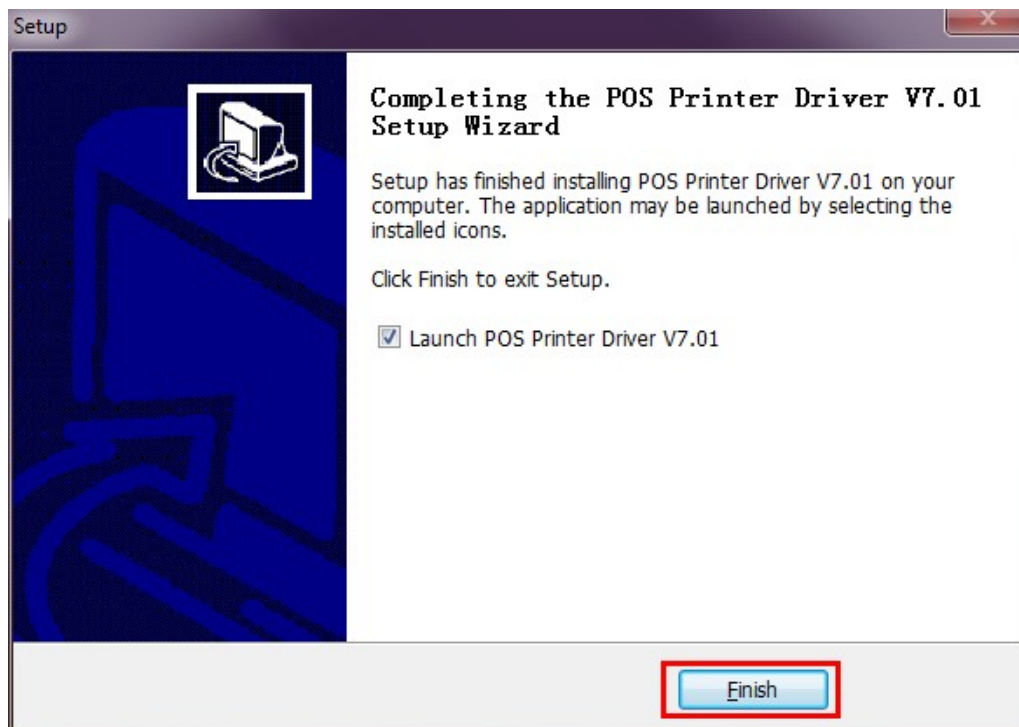 Setup
Completing the POS Printer Driver V7.01
Setup Wizard
Setup has finished installing POS Printer Driver V7.01 on your
computer. The application may be launched by selecting the
installed icons.
Click Finish to exit Setup.
Launch POS Printer Driver V7.01
Finish